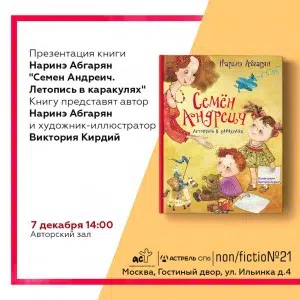 Презентация книги
Наринэ Абгарян
"Семен Андреич.
Летопись в каракулях"
Книгу представят автор
Наринэ Абгарян
и художник-иллюстратор
Виктория Кирдий
7 декабря 14:00
Авторский зал
Наринэ Абгарян
Семён
Андреич
Летопись в каракулях
аст
АСТРЕЛЬ СПб
non/fictio№21
Москва, Гостиный двор, ул. Ильинка д.4